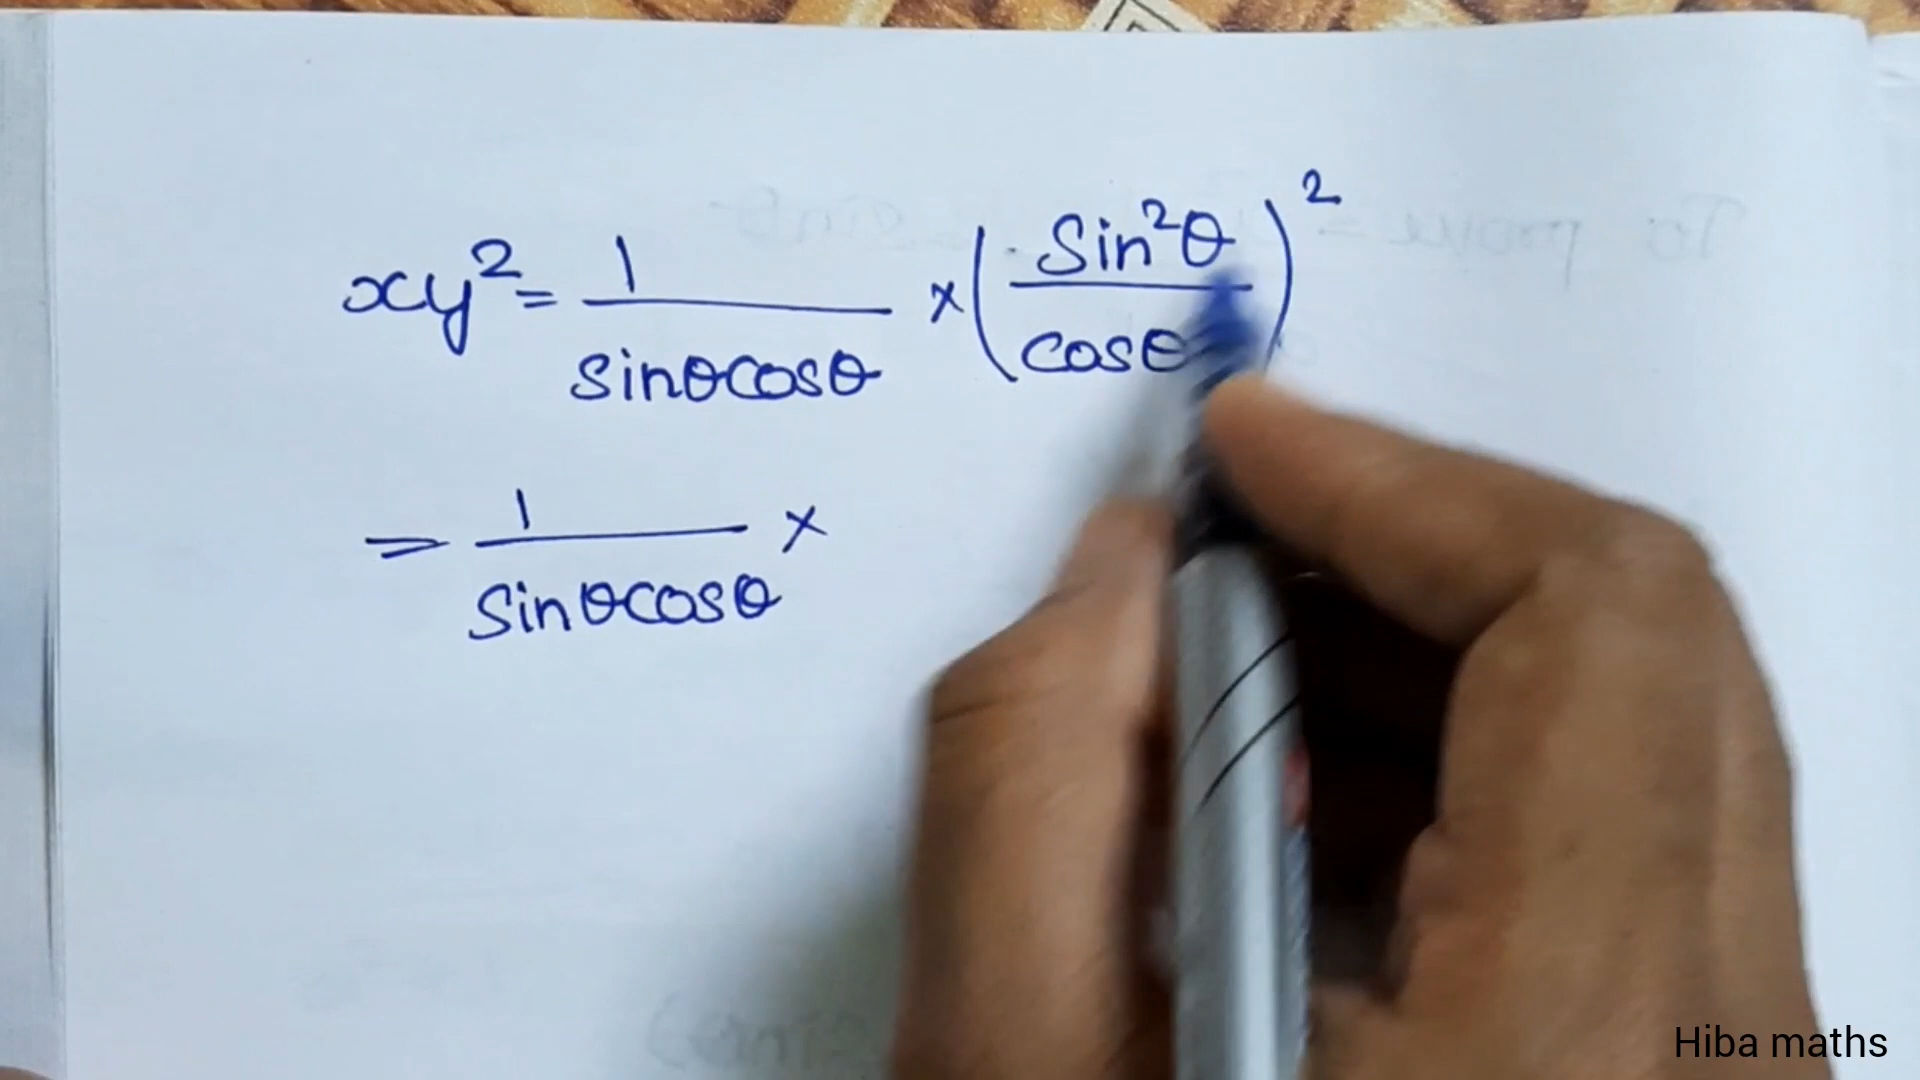 xy² = 1/sinθcosθ × (Sin²θ/cosθ)²
= 1/Sinθcosθ ×
Hiba maths